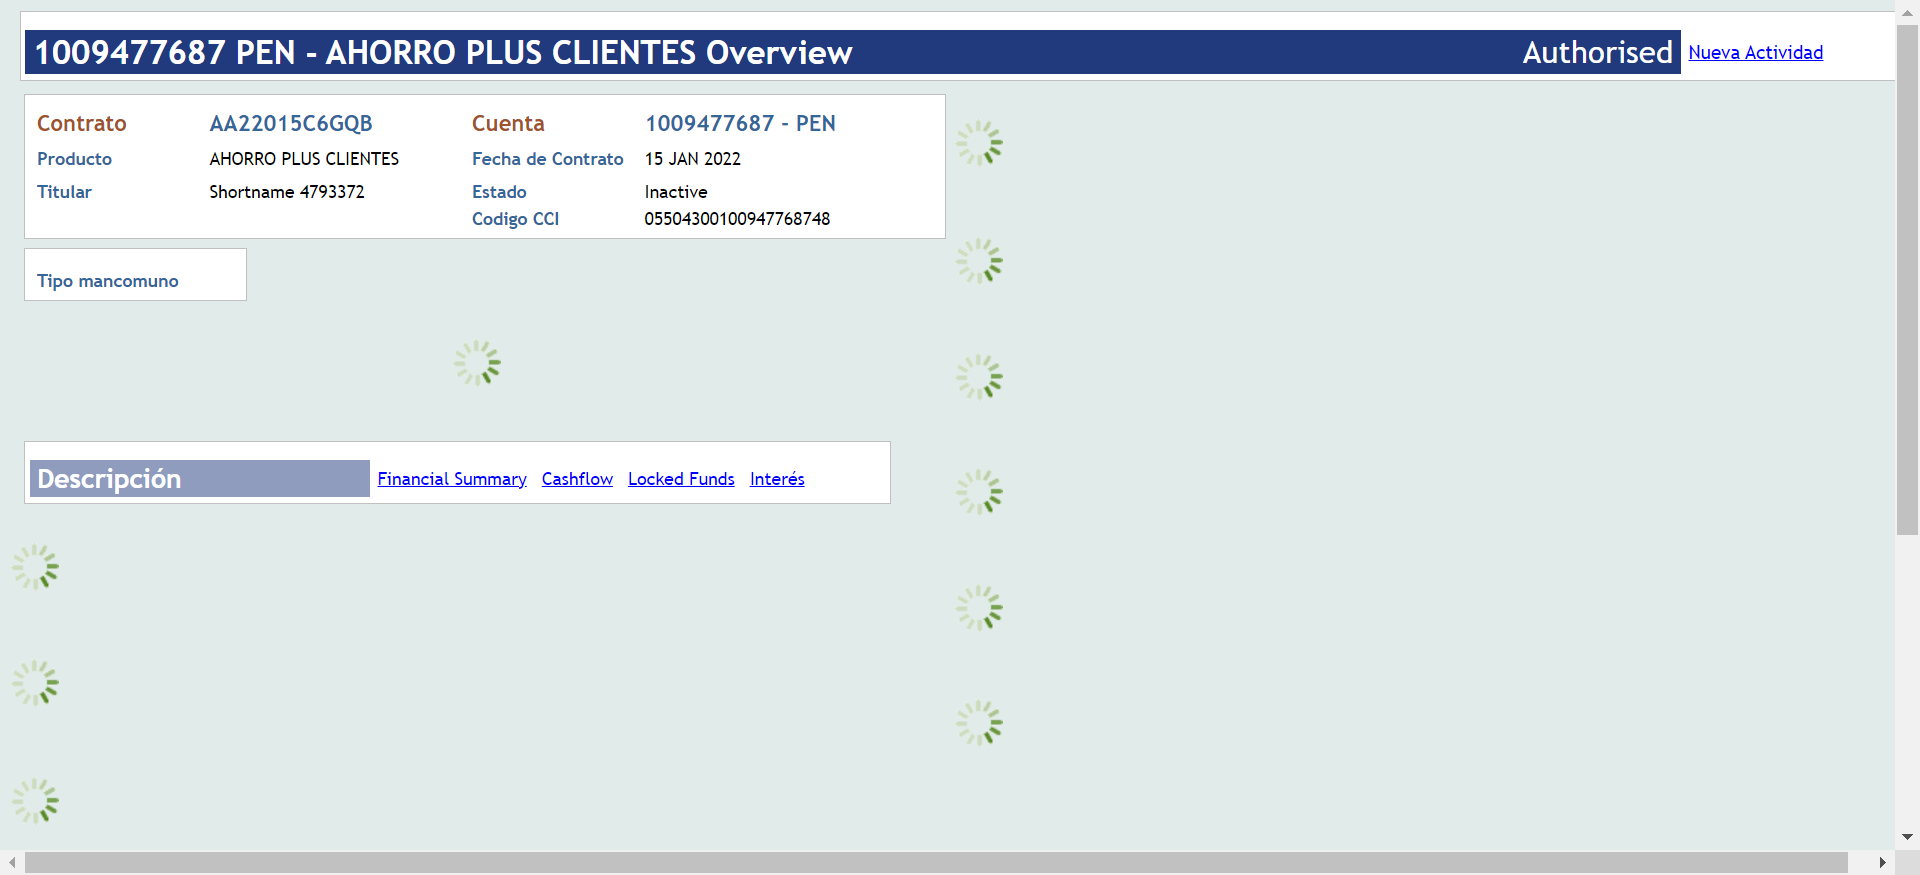 1009477687 PEN - AHORRO PLUS CLIENTES Overview Authorised Nueva Actividad
Contrato AA22015C6GQB Cuenta 1009477687 - PEN
Producto AHORRO PLUS CLIENTES Fecha de Contrato 15 JAN 2022
Titular Shortname 4793372 Estado Inactive
Codigo CCI 05504300100947768748
Tipo mancomuno
Descripción Financial Summary Cashflow Locked Funds Interés